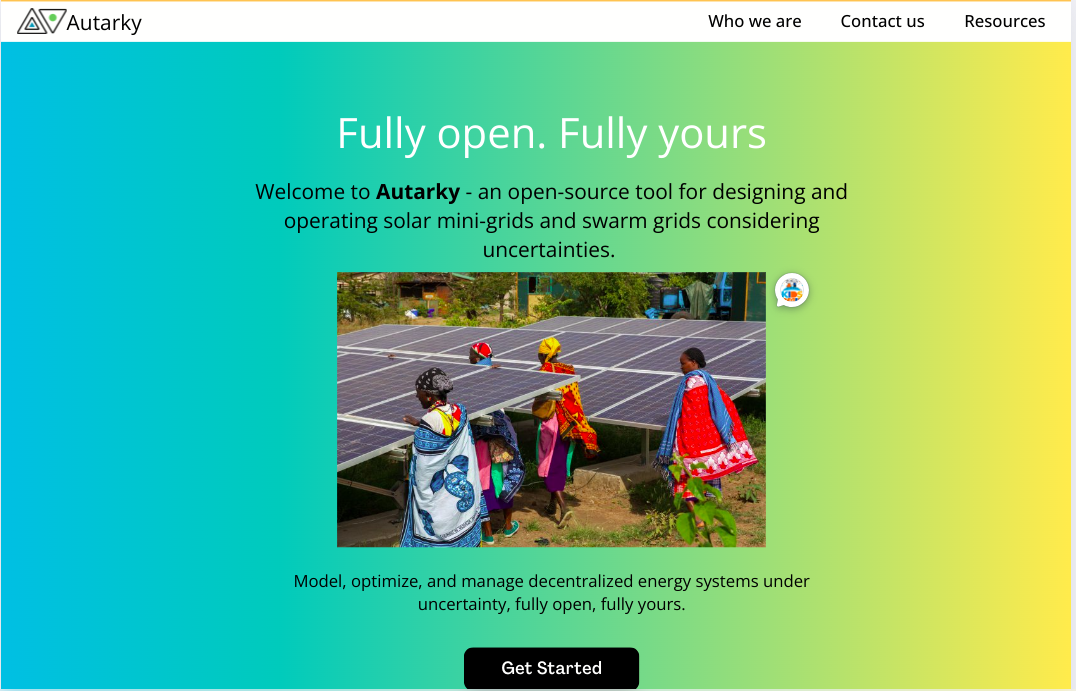 Autarky
Who we are
Contact us
Resources
Fully open. Fully yours
Welcome to Autarky - an open-source tool for designing and
operating solar mini-grids and swarm grids considering
uncertainties.
Model, optimize, and manage decentralized energy systems under
uncertainty, fully open, fully yours.
Get Started